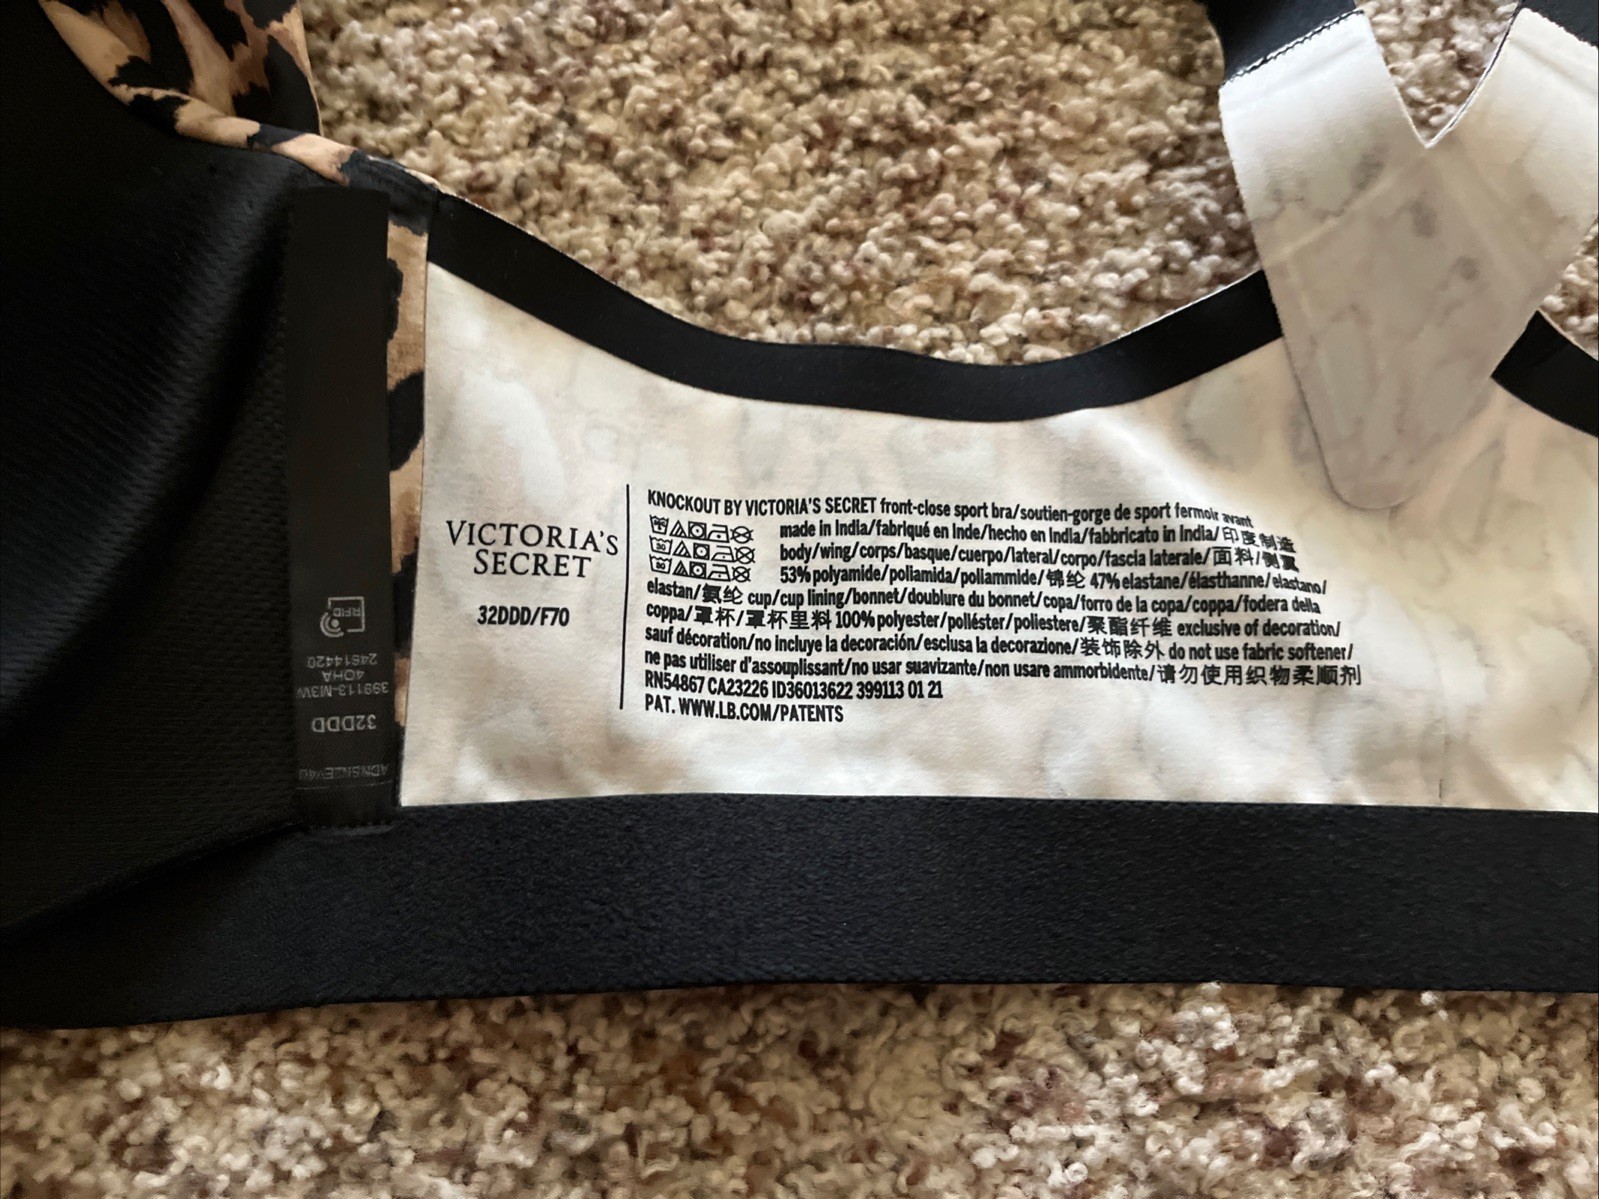 VICTORIA'S
SECRET
32DDD/F70
KNOCKOUT BY VICTORIA'S SECRET front-close sport bra/soutien-gorge de sport fermoir avant
made in India/fabriqué en Inde/hecho en India/fabbricato in India/印度制造
body/wing/corps/basque/cuerpo/lateral/corpo/fascia laterale/面料/侧翼
53% polyamide/poliamida/poliammide/锦纶 47% elastane/élasthanne/elastano/
elastan/氨纶 cup/cup lining/bonnet/doublure du bonnet/copa/forro de la copa/coppa/fodera della
coppa/罩杯/罩杯里料 100% polyester/poliéster/poliestere/聚酯纤维 exclusive of decoration/
sauf décoration/no incluye la decoración/esclusa la decorazione/装饰除外 do not use fabric softener/
ne pas utiliser d'assouplissant/no usar suavizante/non usare ammorbidente/请勿使用织物柔顺剂
RN54867 CA23226 ID36013622 399113 01 21
PAT. WWW.LB.COM/PATENTS
32DDD
399113-M3W
4OHA
24614420
RFID